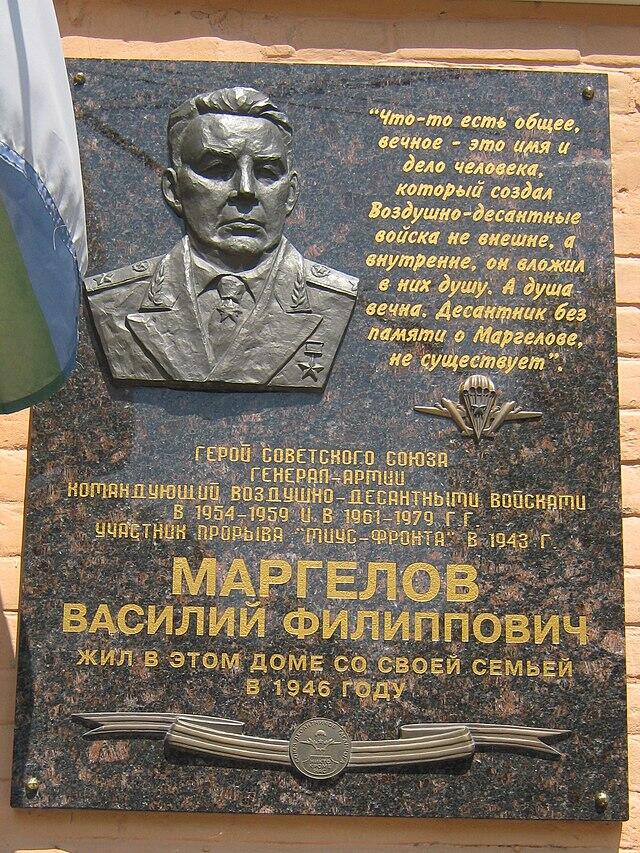 "Что-то есть общее,
вечное - это имя и
дело человека,
который создал
Воздушно-десантные
войска не внешне, а
внутренне, он вложил
в них душу. А душа
вечна. Десантник без
памяти о Маргелове,
не существует".
ГЕРОЙ СОВЕТСКОГО СОЮЗА
ГЕНЕРАЛ-АРМИИ
КОМАНДУЮЩИЙ ВОЗДУШНО-ДЕСАНТНЫМИ ВОЙСКАМИ
В 1954-1959 И В 1961-1979 Г.Г.
УЧАСТНИК ПРОРЫВА "МИУС-ФРОНТА" В 1943 Г.
МАРГЕЛОВ
ВАСИЛИЙ ФИЛИППОВИЧ
ЖИЛ В ЭТОМ ДОМЕ СО СВОЕЙ СЕМЬЕЙ
В 1946 ГОДУ